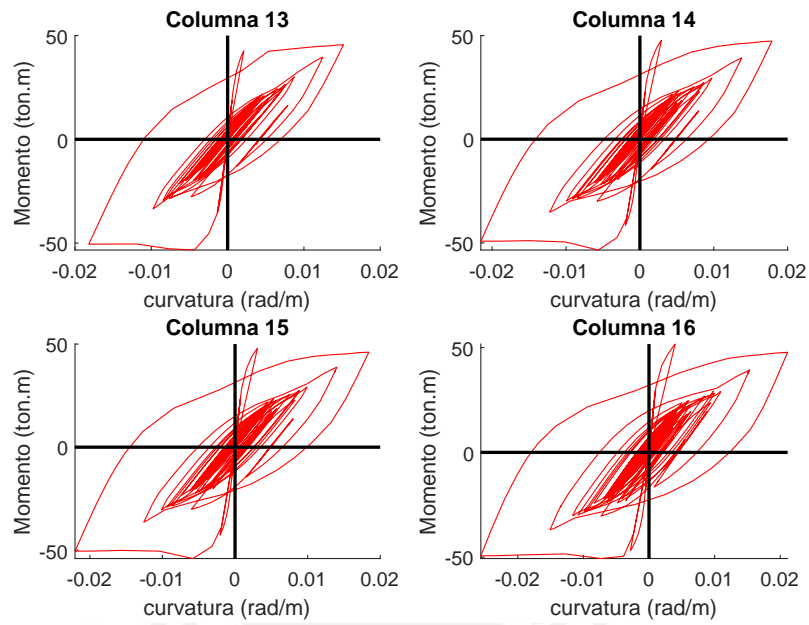 Columna 13
Momento (ton.m)
50
0
-50
-0.02 -0.01 0 0.01 0.02
curvatura (rad/m)
Columna 14
Momento (ton.m)
50
0
-50
-0.02 -0.01 0 0.01 0.02
curvatura (rad/m)
Columna 15
Momento (ton.m)
50
0
-50
-0.02 -0.01 0 0.01 0.02
curvatura (rad/m)
Columna 16
Momento (ton.m)
50
0
-50
-0.02 -0.01 0 0.01 0.02
curvatura (rad/m)